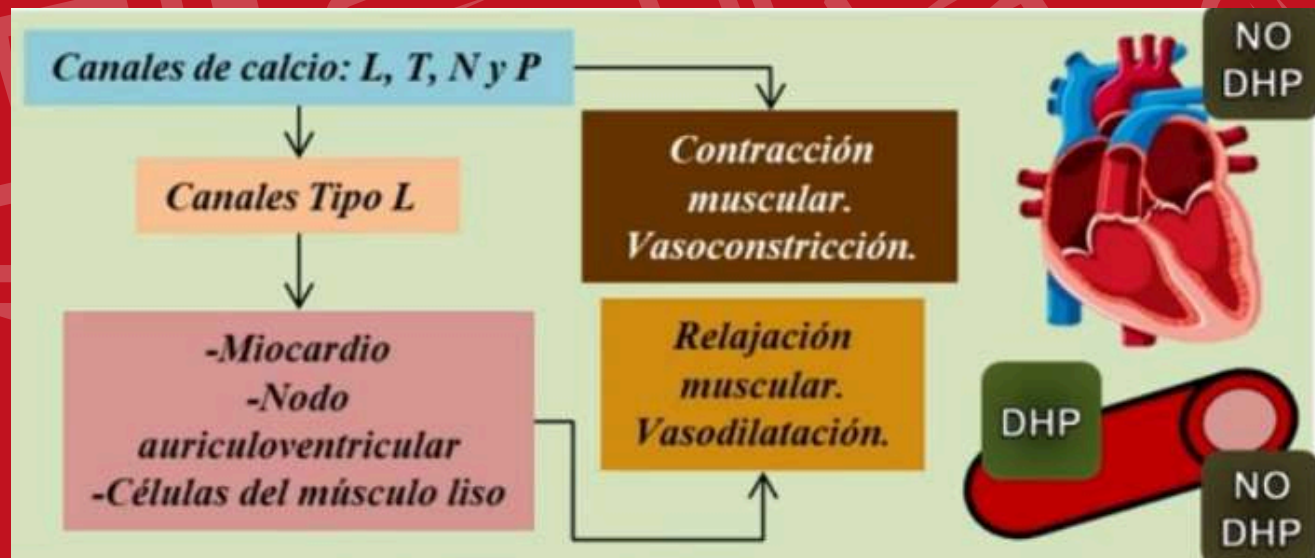 Canales de calcio: L, T, N y P
Canales Tipo L
-Miocardio
-Nodo
auriculoventricular
-Células del músculo liso
Contracción
muscular.
Vasoconstricción.
Relajación
muscular.
Vasodilatación.
NO
DHP
DHP
NO
DHP